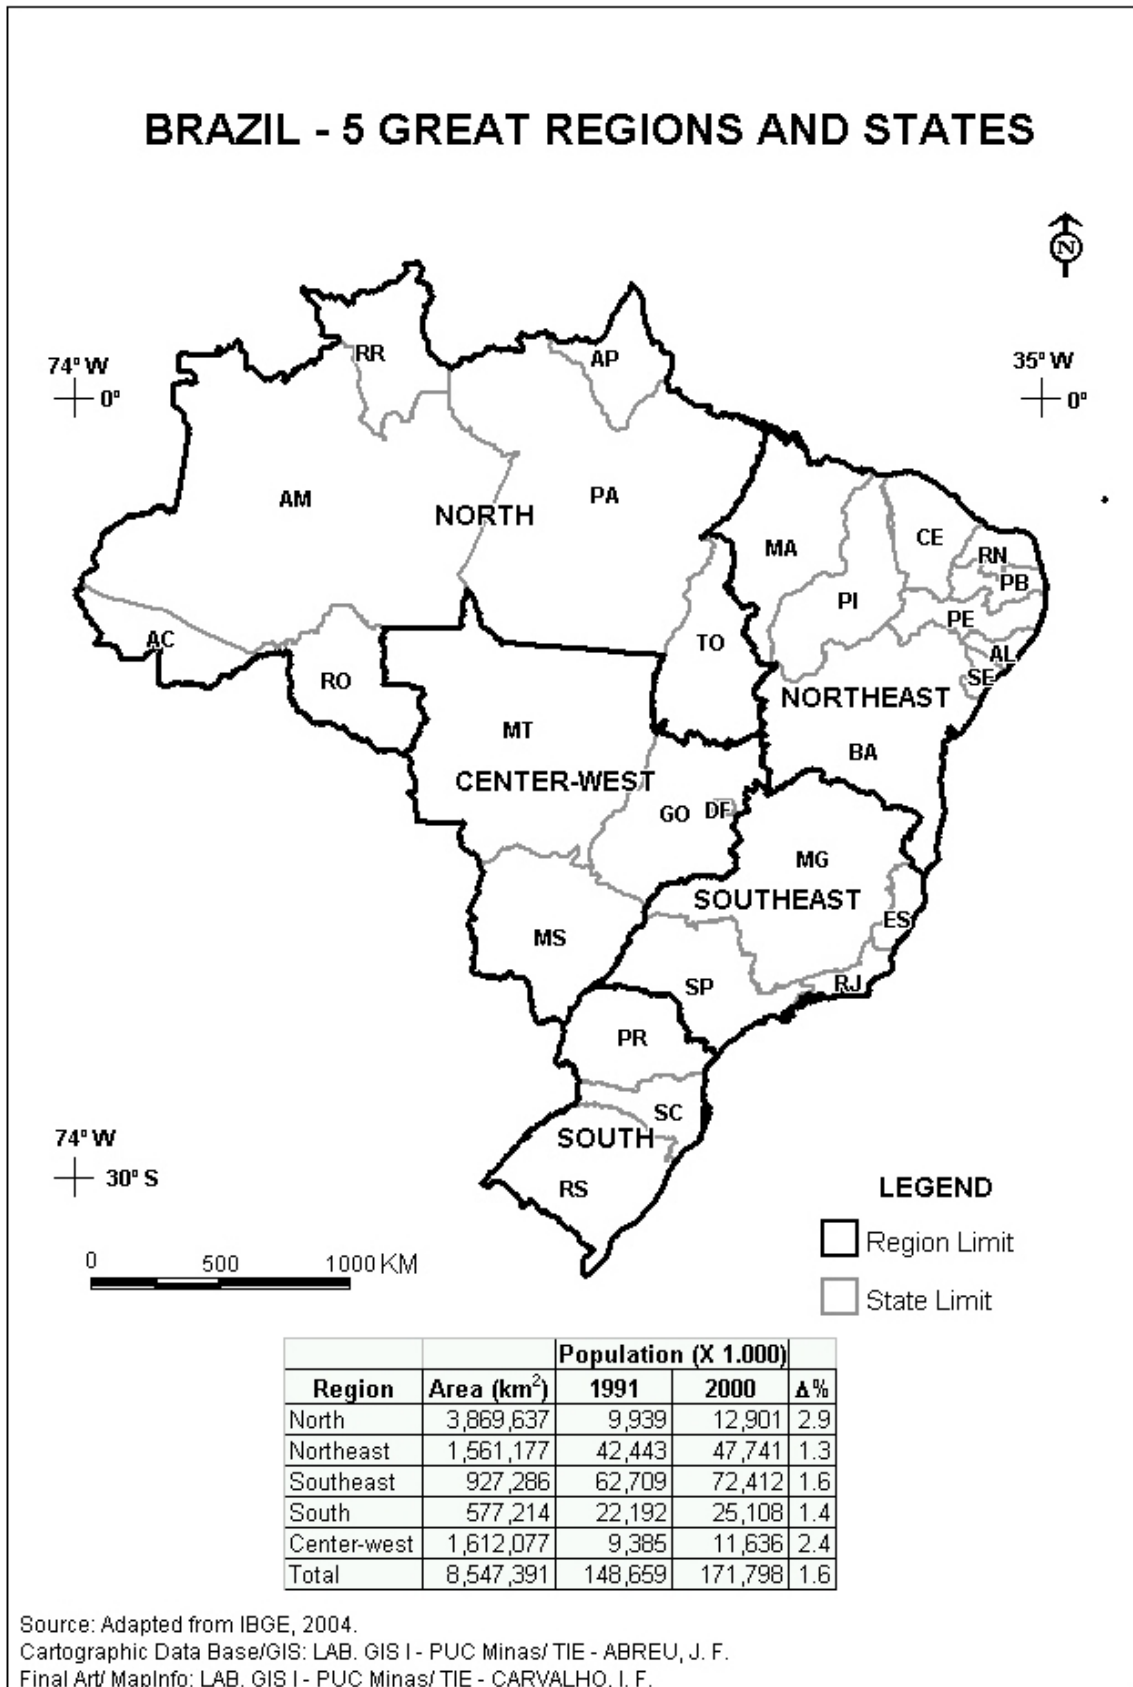 BRAZIL - 5 GREAT REGIONS AND STATES
N
74º W
0º
35º W
0º
RR
AP
AM
NORTH
PA
MA
CE
RN
PB
PI
PE
AC
TO
AL
RO
SE
NORTHEAST
MT
BA
CENTER-WEST
GO
DF
MG
SOUTHEAST
ES
MS
SP
RJ
PR
SC
SOUTH
RS
74º W
30º S
LEGEND
Region Limit
State Limit
0 500 1000 KM
Population (X 1.000)
Region Area (km²) 1991 2000 Δ%
North 3,869,637 9,939 12,901 2.9
Northeast 1,561,177 42,443 47,741 1.3
Southeast 927,286 62,709 72,412 1.6
South 577,214 22,192 25,108 1.4
Center-west 1,612,077 9,385 11,636 2.4
Total 8,547,391 148,659 171,798 1.6
Source: Adapted from IBGE, 2004.
Cartographic Data Base/GIS: LAB. GIS I - PUC Minas/ TIE - ABREU, J. F.
Final Art/ MapInfo: LAB. GIS I - PUC Minas/ TIE - CARVALHO, I. F.